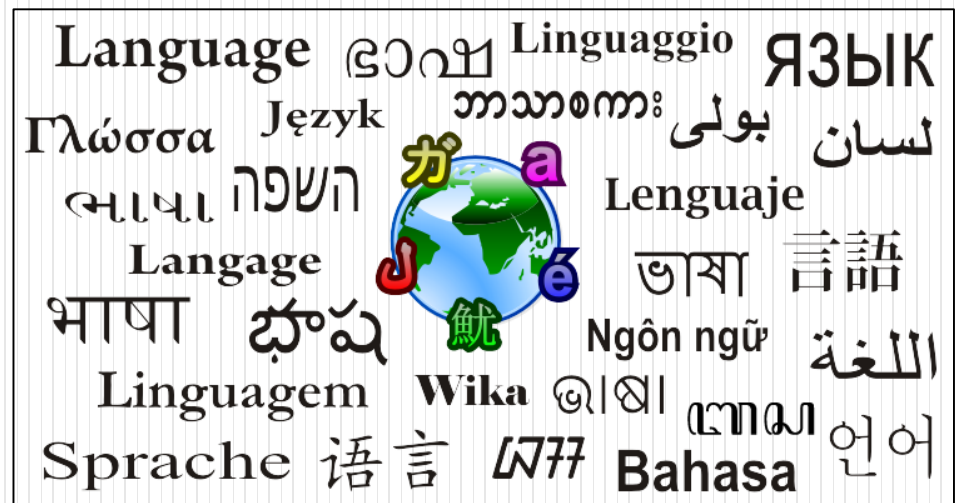 Language ഭാഷ Linguaggio ЯЗЫК
Γλώσσα Język ဘာသာစကား بولی لسان
ભાષા השפה ガ a Lenguaje
Langage ل é ভাষা 言語
भाषा భాష 魷 Ngôn ngữ اللغة
Linguagem Wika ଭାଷା
Sprache 语言 Bahasa 언어